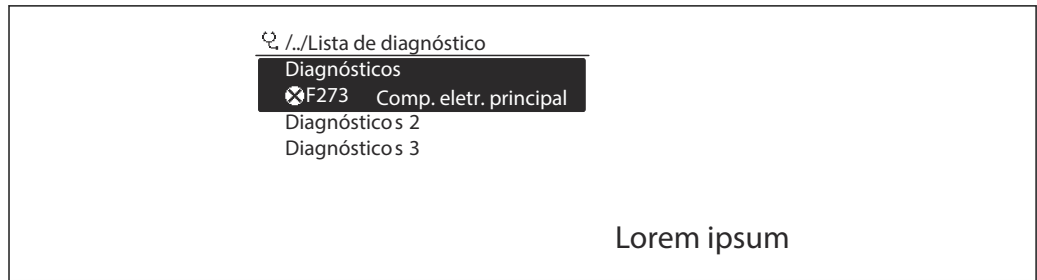 /../Lista de diagnóstico
Diagnósticos
F273 Comp. eletr. principal
Diagnósticos 2
Diagnósticos 3
Lorem ipsum